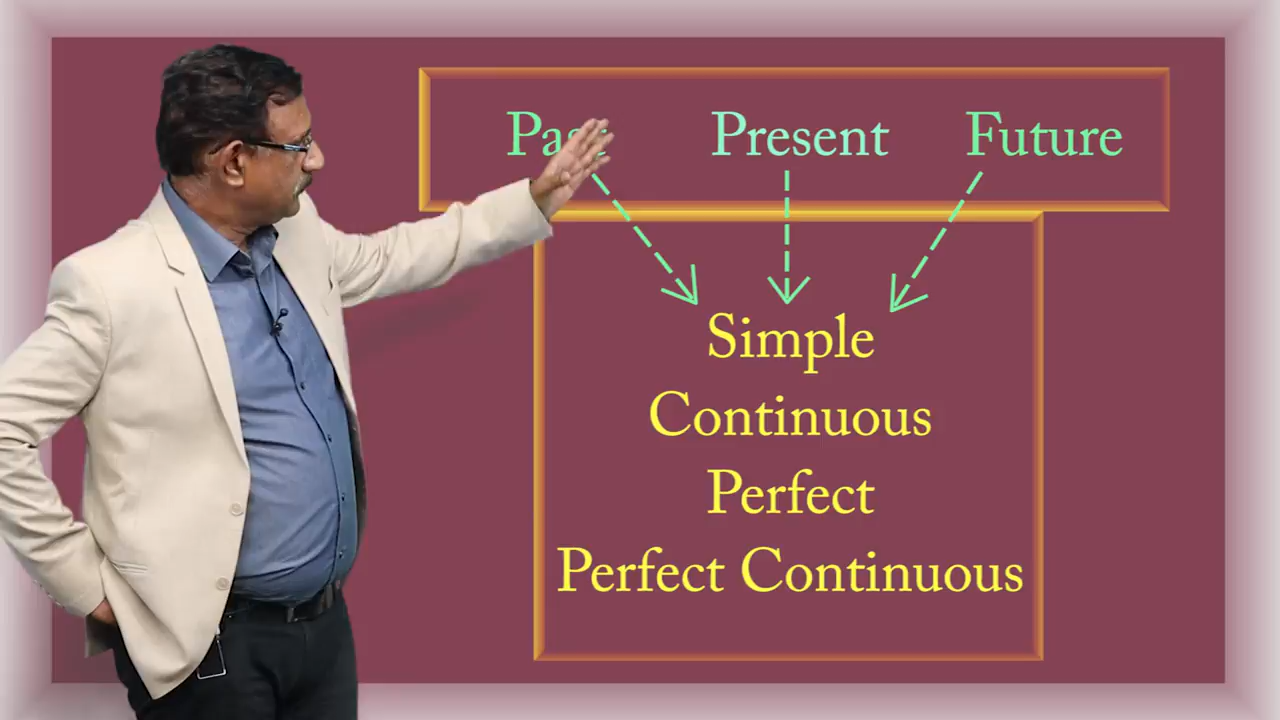 Past Present Future
Simple
Continuous
Perfect
Perfect Continuous